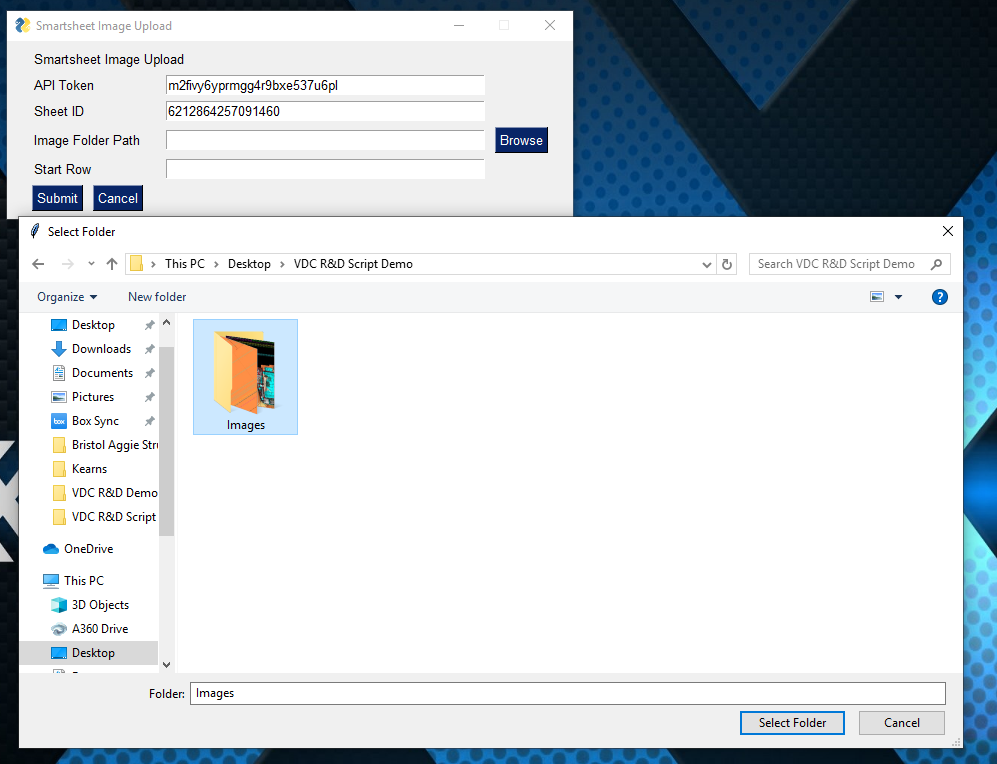 Smartsheet Image Upload
Smartsheet Image Upload
API Token m2fivy6yprmgg4r9bxe537u6pl
Sheet ID 6212864257091460
Image Folder Path Browse
Start Row
Submit Cancel
Select Folder
This PC > Desktop > VDC R&D Script Demo Search VDC R&D Script Demo
Organize New folder ?
Desktop
Downloads
Documents
Pictures
box Box Sync
Bristol Aggie Stru
Kearns
VDC R&D Demo
VDC R&D Script
OneDrive
This PC
3D Objects
A360 Drive
Desktop
Images
Folder: Images
Select Folder Cancel